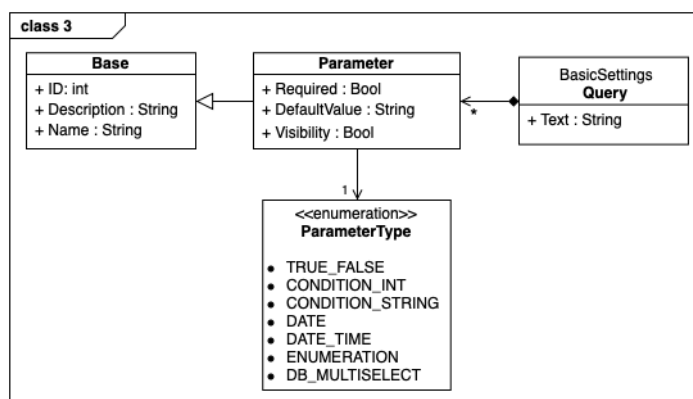 class 3
Base
+ ID: int
+ Description : String
+ Name : String
Parameter
+ Required : Bool
+ DefaultValue : String
+ Visibility : Bool
BasicSettings
Query
+ Text : String
*
1
<<enumeration>>
ParameterType
• TRUE_FALSE
• CONDITION_INT
• CONDITION_STRING
• DATE
• DATE_TIME
• ENUMERATION
• DB_MULTISELECT